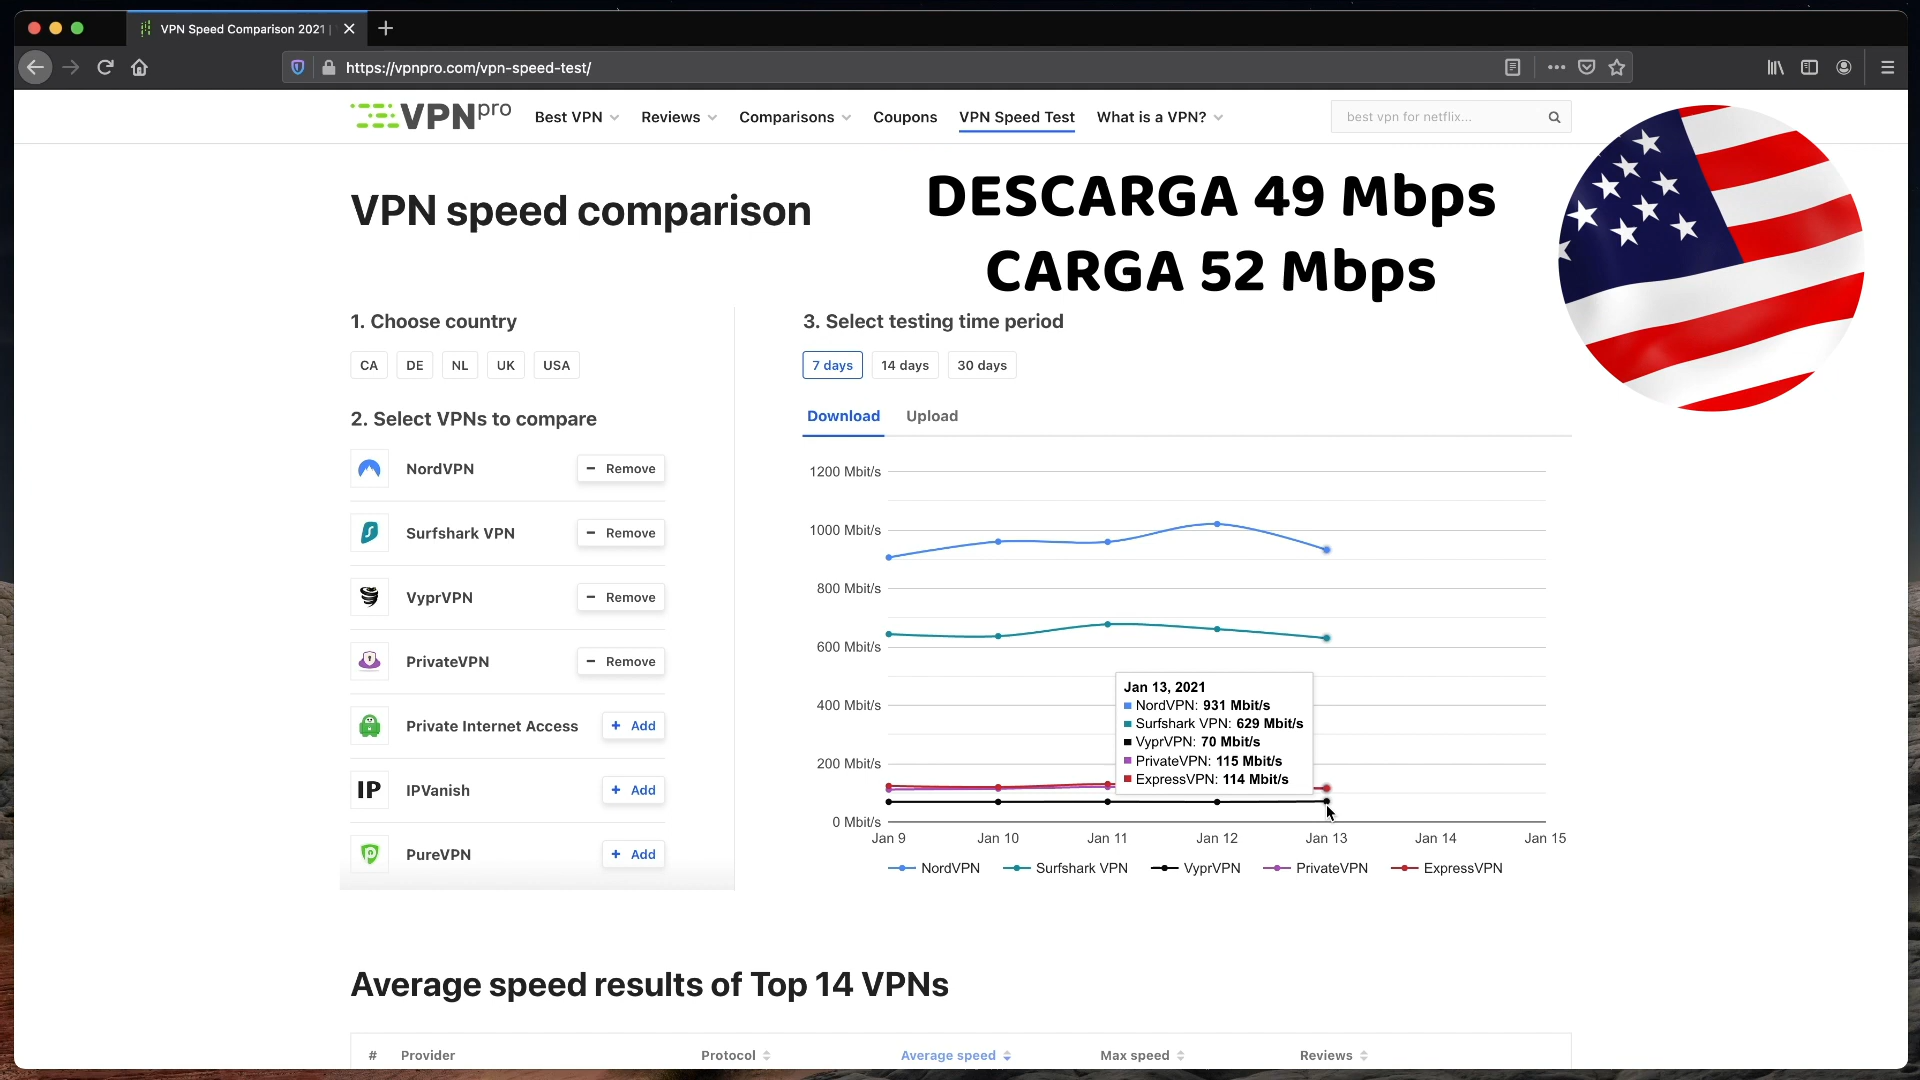 VPN Speed Comparison 2021 |
https://vpnpro.com/vpn-speed-test/
VPNpro
Best VPN
Reviews
Comparisons
Coupons
VPN Speed Test
What is a VPN?
best vpn for netflix...
VPN speed comparison
DESCARGA 49 Mbps
CARGA 52 Mbps
1. Choose country
CA DE NL UK USA
2. Select VPNs to compare
NordVPN − Remove
Surfshark VPN − Remove
VyprVPN − Remove
PrivateVPN − Remove
Private Internet Access + Add
IP IPVanish + Add
PureVPN + Add
3. Select testing time period
7 days 14 days 30 days
Download Upload
1200 Mbit/s
1000 Mbit/s
800 Mbit/s
600 Mbit/s
400 Mbit/s
200 Mbit/s
0 Mbit/s
Jan 13, 2021
NordVPN: 931 Mbit/s
Surfshark VPN: 629 Mbit/s
VyprVPN: 70 Mbit/s
PrivateVPN: 115 Mbit/s
ExpressVPN: 114 Mbit/s
Jan 9 Jan 10 Jan 11 Jan 12 Jan 13 Jan 14 Jan 15
NordVPN Surfshark VPN VyprVPN PrivateVPN ExpressVPN
Average speed results of Top 14 VPNs
# Provider Protocol Average speed Max speed Reviews